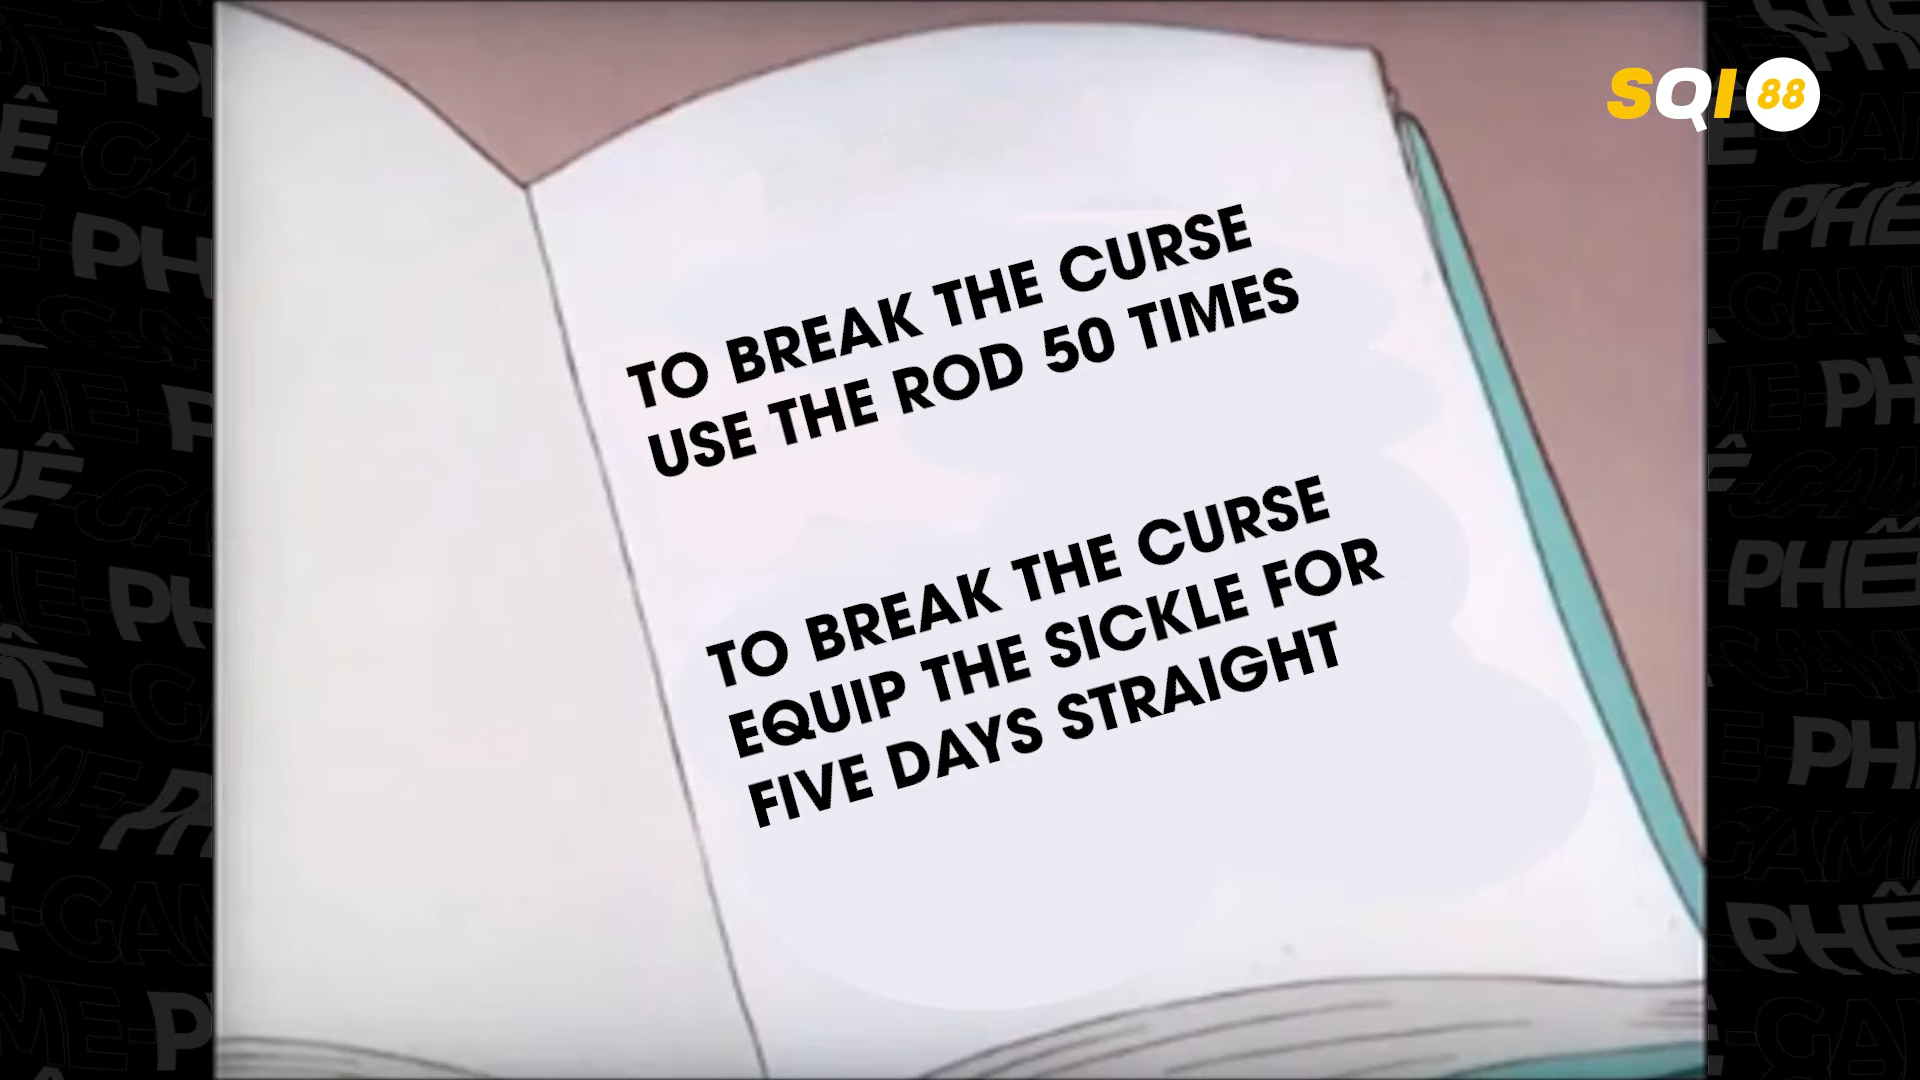 SQI 88
TO BREAK THE CURSE
USE THE ROD 50 TIMES
TO BREAK THE CURSE
EQUIP THE SICKLE FOR
FIVE DAYS STRAIGHT